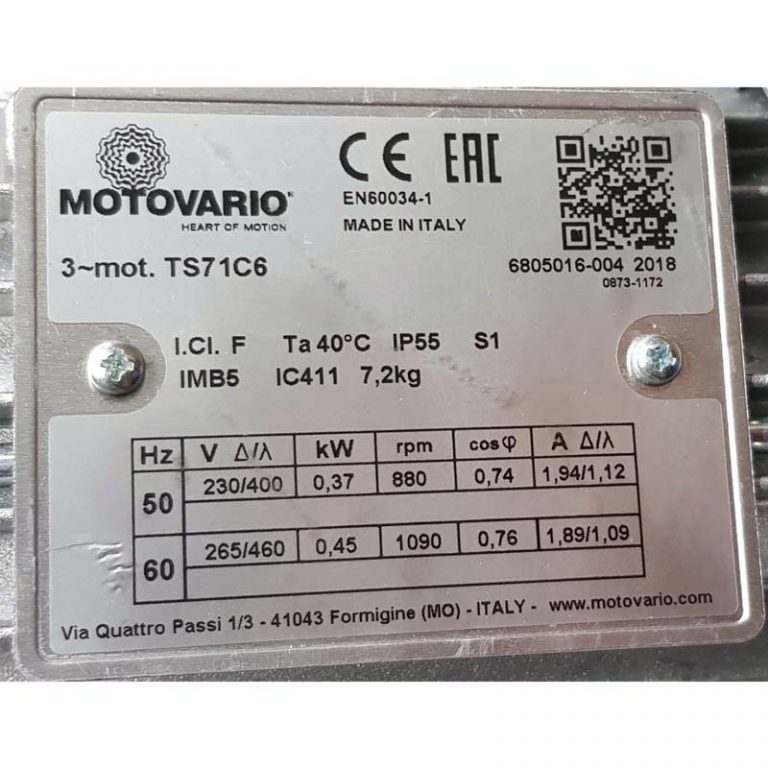 MOTOVARIO®
HEART OF MOTION
CE EAC
EN60034-1
MADE IN ITALY
3~mot. TS71C6
6805016-004 2018
0873-1172
I.Cl. F Ta 40°C IP55 S1
IMB5 IC411 7,2kg
Hz V Δ/λ kW rpm cosφ A Δ/λ
50 230/400 0,37 880 0,74 1,94/1,12
60 265/460 0,45 1090 0,76 1,89/1,09
Via Quattro Passi 1/3 - 41043 Formigine (MO) - ITALY - www.motovario.com